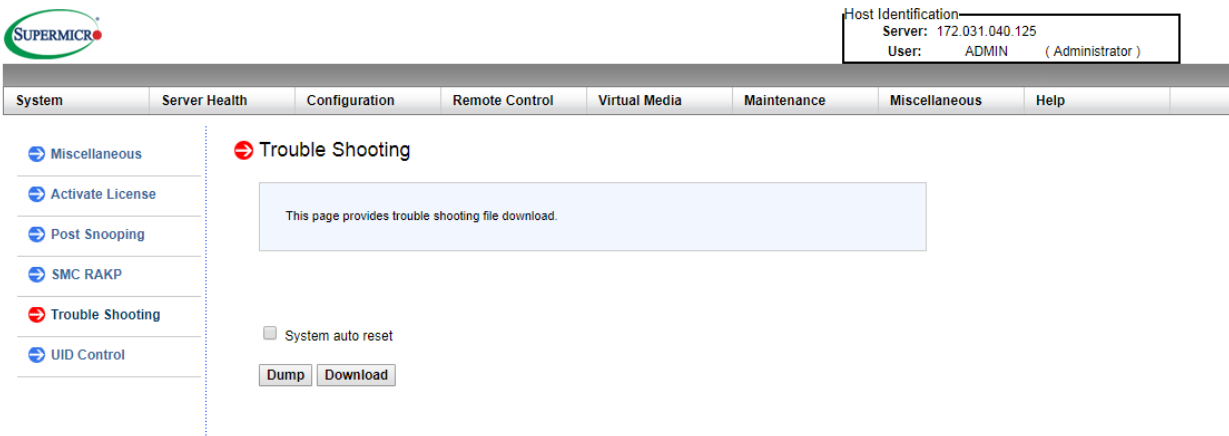 SUPERMICR
Host Identification
Server: 172.031.040.125
User: ADMIN ( Administrator )
System Server Health Configuration Remote Control Virtual Media Maintenance Miscellaneous Help
Miscellaneous
Activate License
Post Snooping
SMC RAKP
Trouble Shooting
UID Control
Trouble Shooting
This page provides trouble shooting file download.
System auto reset
Dump Download